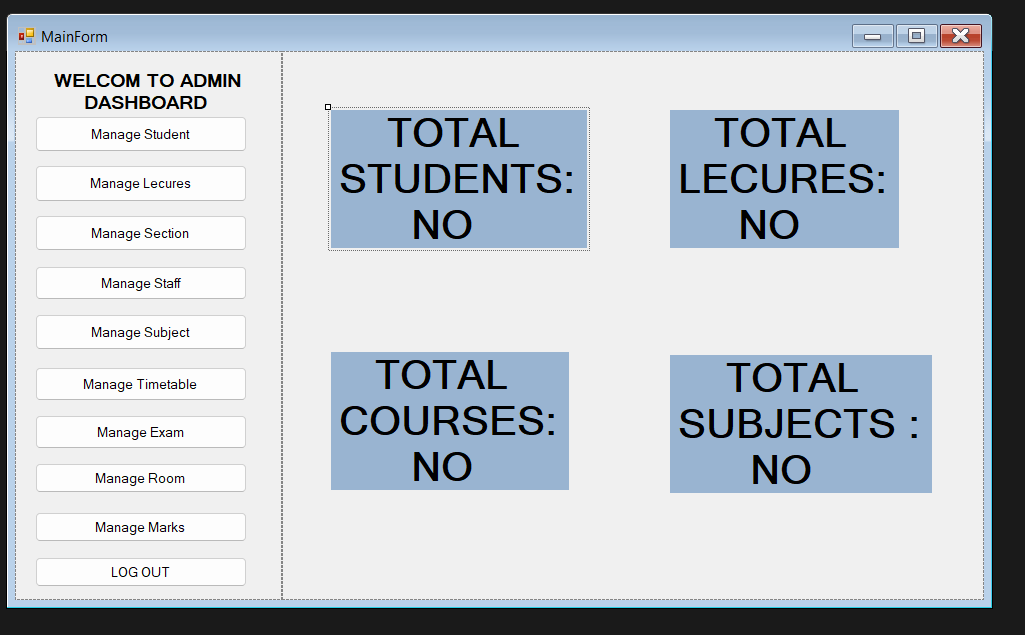 MainForm
WELCOM TO ADMIN
DASHBOARD
Manage Student
Manage Lecures
Manage Section
Manage Staff
Manage Subject
Manage Timetable
Manage Exam
Manage Room
Manage Marks
LOG OUT
TOTAL
STUDENTS:
NO
TOTAL
LECURES:
NO
TOTAL
COURSES:
NO
TOTAL
SUBJECTS :
NO